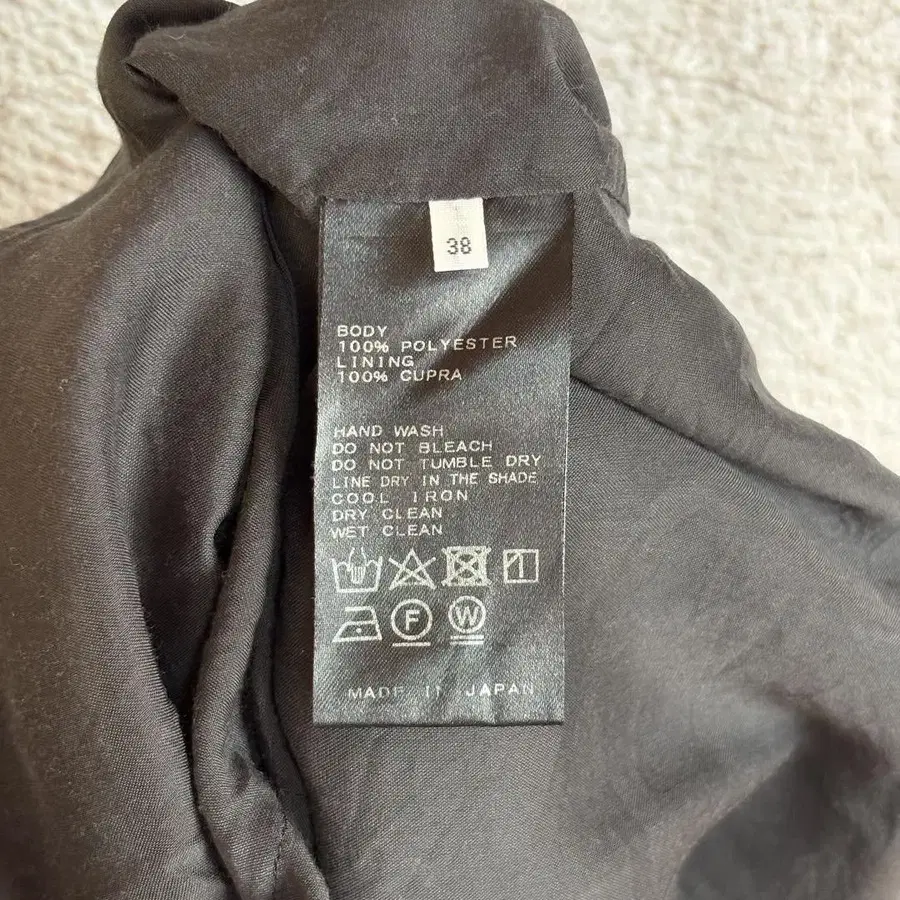 38
BODY
100% POLYESTER
LINING
100% CUPRA
HAND WASH
DO NOT BLEACH
DO NOT TUMBLE DRY
LINE DRY IN THE SHADE
COOL IRON
DRY CLEAN
WET CLEAN
F W
MADE IN JAPAN